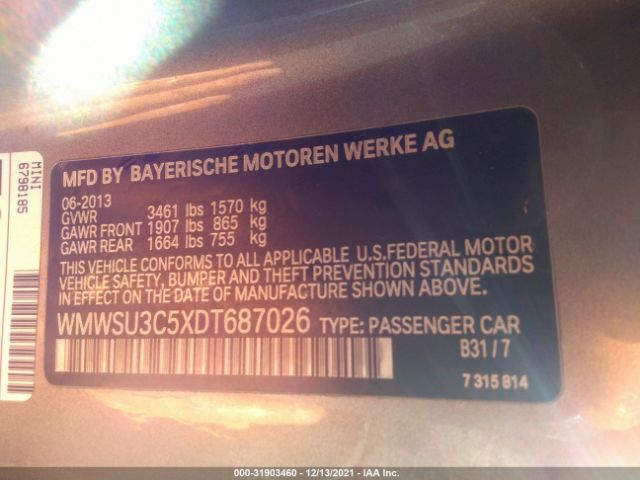 MINI
6798185
MFD BY BAYERISCHE MOTOREN WERKE AG
06-2013
GVWR 3461 lbs 1570 kg
GAWR FRONT 1907 lbs 865 kg
GAWR REAR 1664 lbs 755 kg
THIS VEHICLE CONFORMS TO ALL APPLICABLE U.S.FEDERAL MOTOR
VEHICLE SAFETY, BUMPER AND THEFT PREVENTION STANDARDS
IN EFFECT ON THE DATE OF MANUFACTURE SHOWN ABOVE.
WMWSU3C5XDT687026 TYPE: PASSENGER CAR
B31 / 7
7 315 814
000-31903460 - 12/13/2021 - IAA Inc.